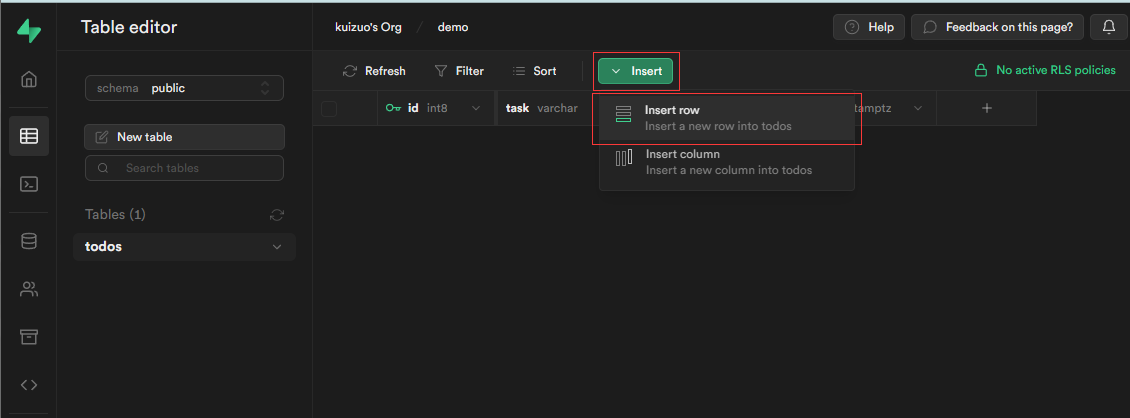 Table editor
kuizuo's Org / demo
Help
Feedback on this page?
schema public
Refresh
Filter
Sort
Insert
No active RLS policies
id int8
task varchar
tamptz
+
Insert row
Insert a new row into todos
Insert column
Insert a new column into todos
New table
Search tables
Tables (1)
todos